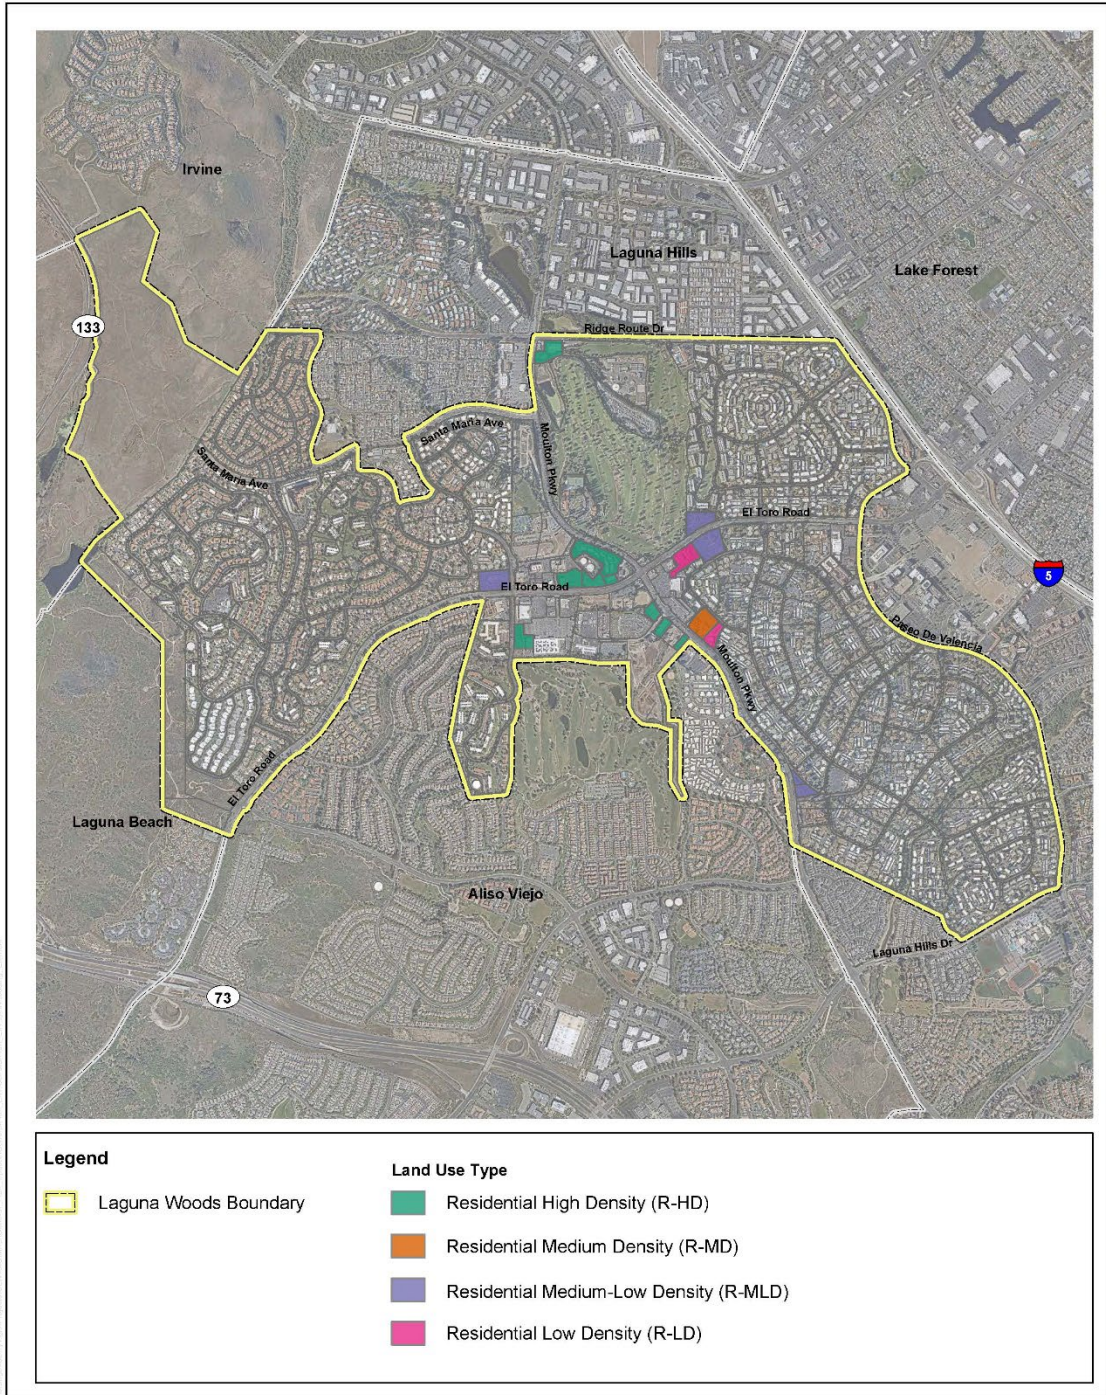 Irvine
Laguna Hills
Lake Forest
133
Ridge Route Dr
Santa Maria Ave
Moulton Pkwy
Santa Maria Ave
El Toro Road
El Toro Road
5
Paseo De Valencia
Moulton Pkwy
El Toro Road
Laguna Beach
Aliso Viejo
Laguna Hills Dr
73
Legend
Laguna Woods Boundary
Land Use Type
Residential High Density (R-HD)
Residential Medium Density (R-MD)
Residential Medium-Low Density (R-MLD)
Residential Low Density (R-LD)